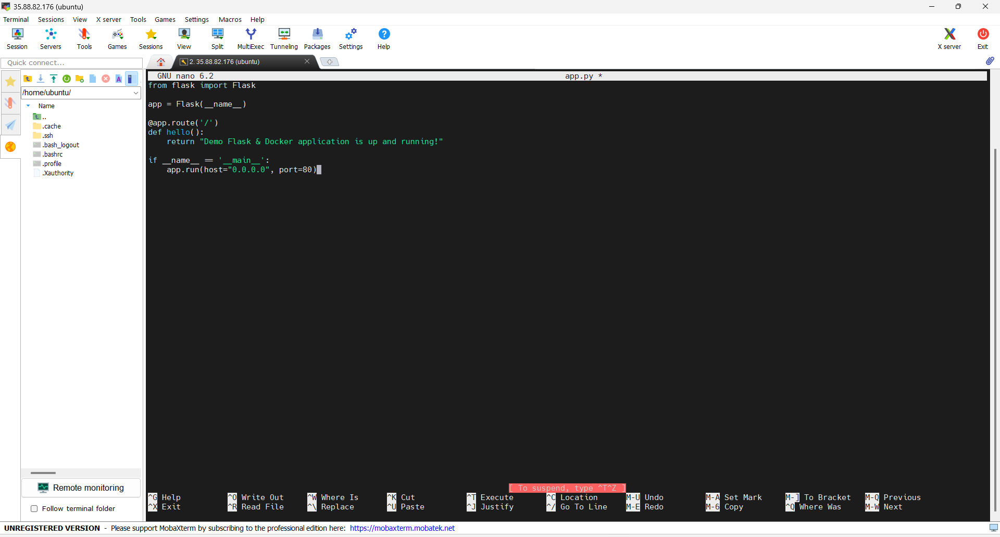 35.88.82.176 (ubuntu)
Terminal Sessions View X server Tools Games Settings Macros Help
Session Servers Tools Games Sessions View Split MultiExec Tunneling Packages Settings Help X server Exit
Quick connect...
2. 35.88.82.176 (ubuntu)
/home/ubuntu/
Name
..
.cache
.ssh
.bash_logout
.bashrc
.profile
.Xauthority
Remote monitoring
Follow terminal folder
GNU nano 6.2 app.py *
from flask import Flask
app = Flask(__name__)
@app.route('/')
def hello():
return "Demo Flask & Docker application is up and running!"
if __name__ == '__main__':
app.run(host="0.0.0.0", port=80)
[ To suspend, type ^T^Z ]
^G Help ^O Write Out ^W Where Is ^K Cut ^T Execute ^C Location M-U Undo M-A Set Mark M-] To Bracket M-Q Previous
^X Exit ^R Read File ^\ Replace ^U Paste ^J Justify ^/ Go To Line M-E Redo M-6 Copy ^Q Where Was M-W Next
UNREGISTERED VERSION - Please support MobaXterm by subscribing to the professional edition here: https://mobaxterm.mobatek.net